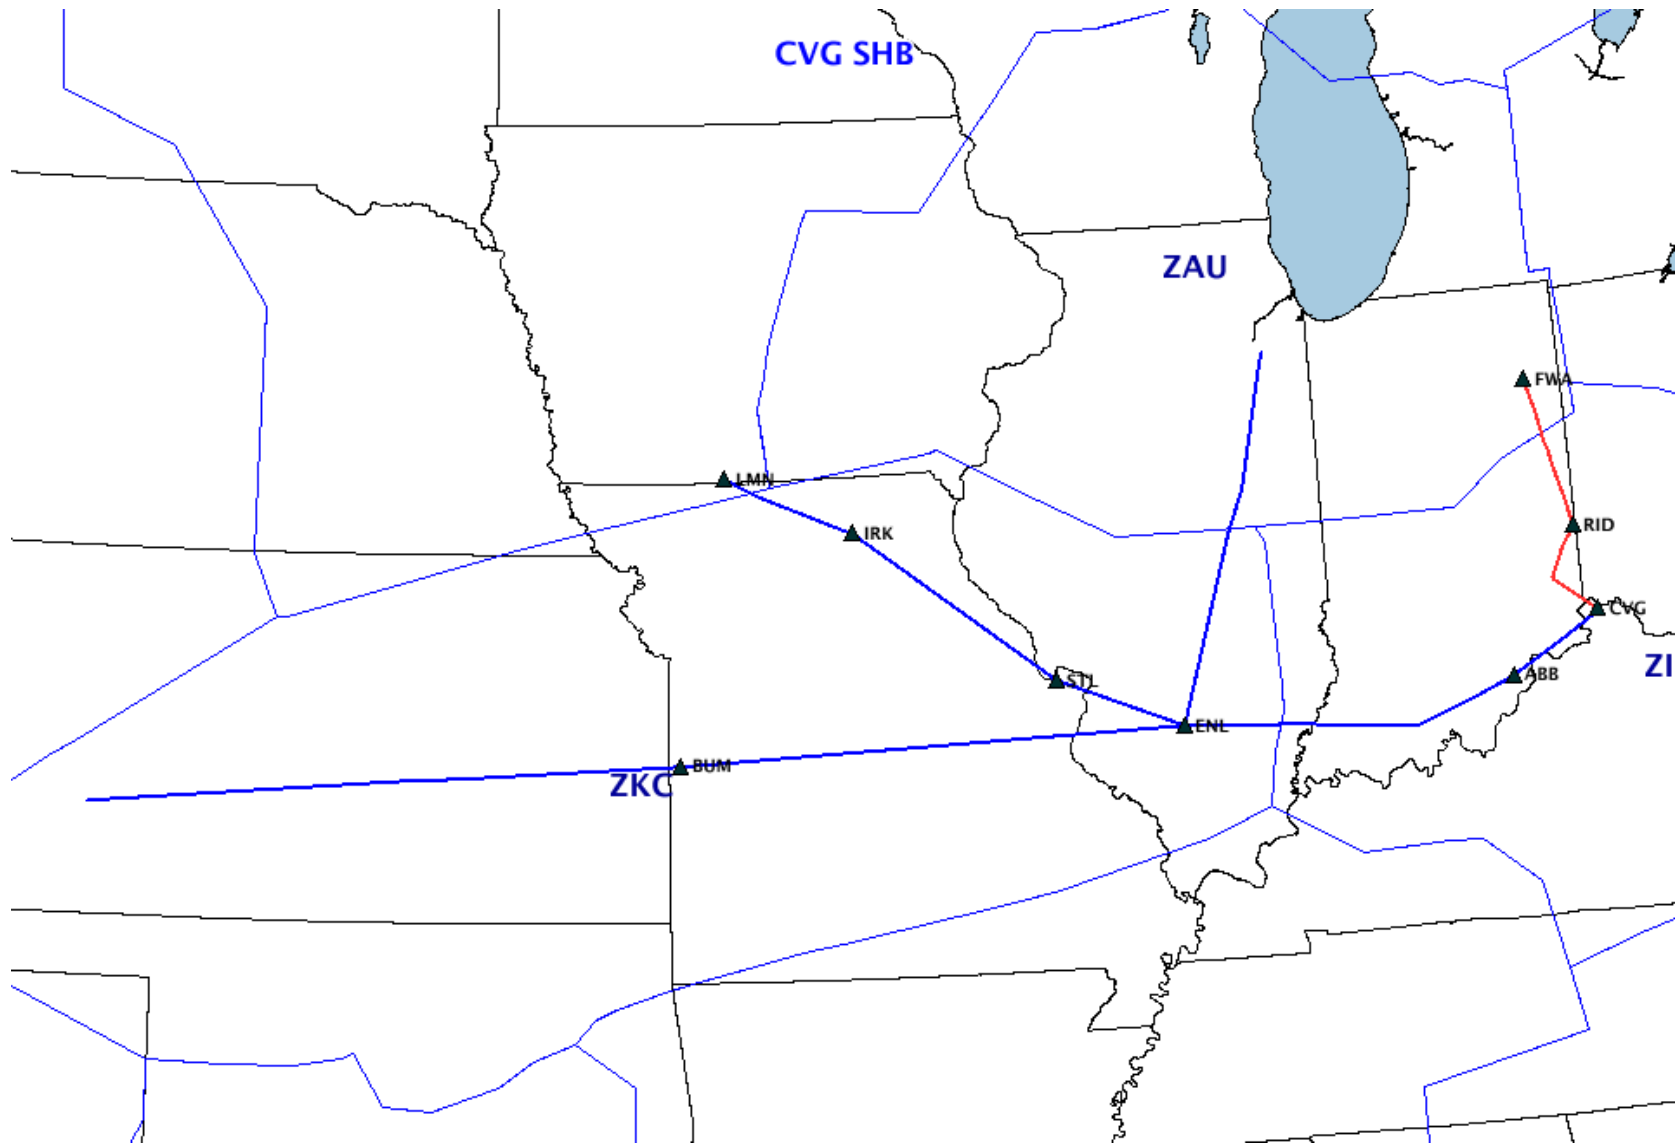 CVG SHB
ZAU
FWA
LMN
IRK
RID
CVG
STL
ABB
ZI
ENL
BUM
ZKC